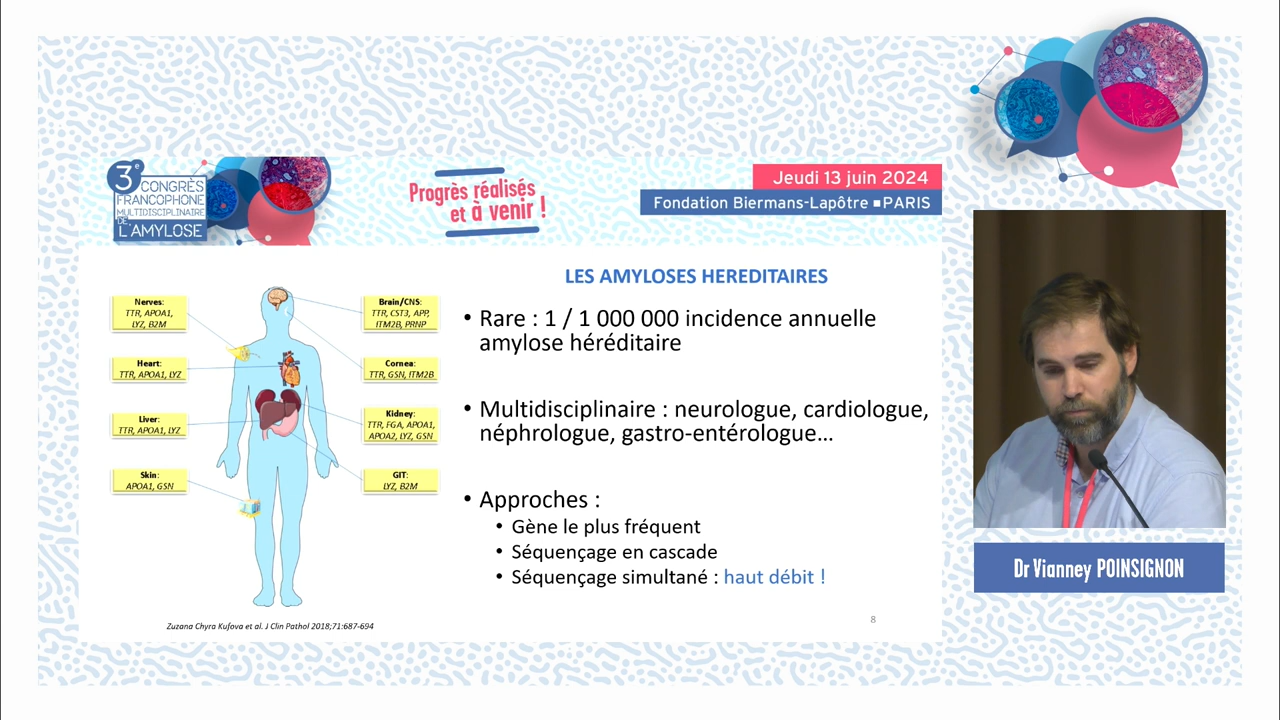 3e
CONGRÈS
FRANCOPHONE
MULTIDISCIPLINAIRE
DE
L'AMYLOSE
Progrès réalisés
et à venir !
Jeudi 13 juin 2024
Fondation Biermans-Lapôtre ■ PARIS
Nerves:
TTR, APOA1,
LYZ, B2M
Heart:
TTR, APOA1, LYZ
Liver:
TTR, APOA1, LYZ
Skin:
APOA1, GSN
Brain/CNS:
TTR, CST3, APP,
ITM2B, PRNP
Cornea:
TTR, GSN, ITM2B
Kidney:
TTR, FGA, APOA1,
APOA2, LYZ, GSN
GIT:
LYZ, B2M
Zuzana Chyra Kufova et al. J Clin Pathol 2018;71:687-694
LES AMYLOSES HEREDITAIRES
• Rare : 1 / 1 000 000 incidence annuelle
amylose héréditaire
• Multidisciplinaire : neurologue, cardiologue,
néphrologue, gastro-entérologue…
• Approches :
• Gène le plus fréquent
• Séquençage en cascade
• Séquençage simultané : haut débit !
8
Dr Vianney POINSIGNON